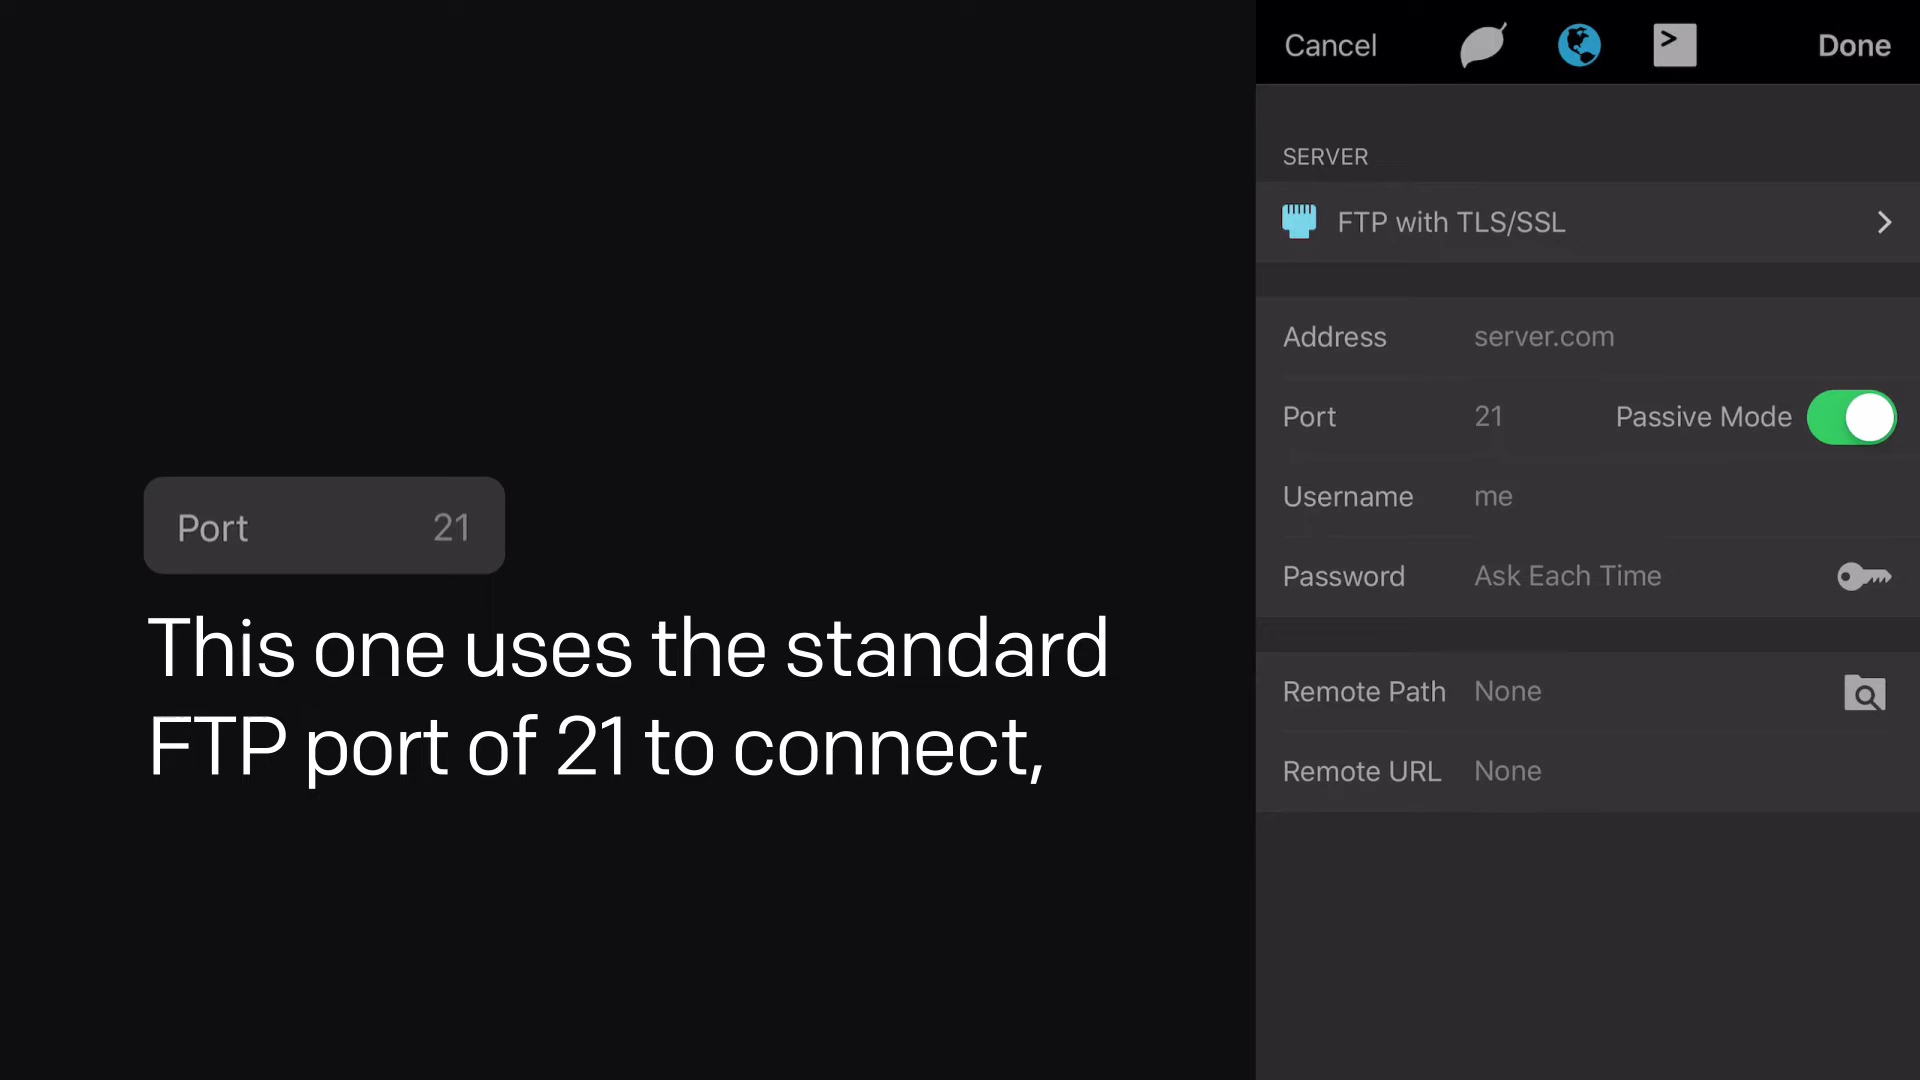 Port 21
This one uses the standard
FTP port of 21 to connect,
Cancel Done
SERVER
FTP with TLS/SSL
Address server.com
Port 21 Passive Mode
Username me
Password Ask Each Time
Remote Path None
Remote URL None